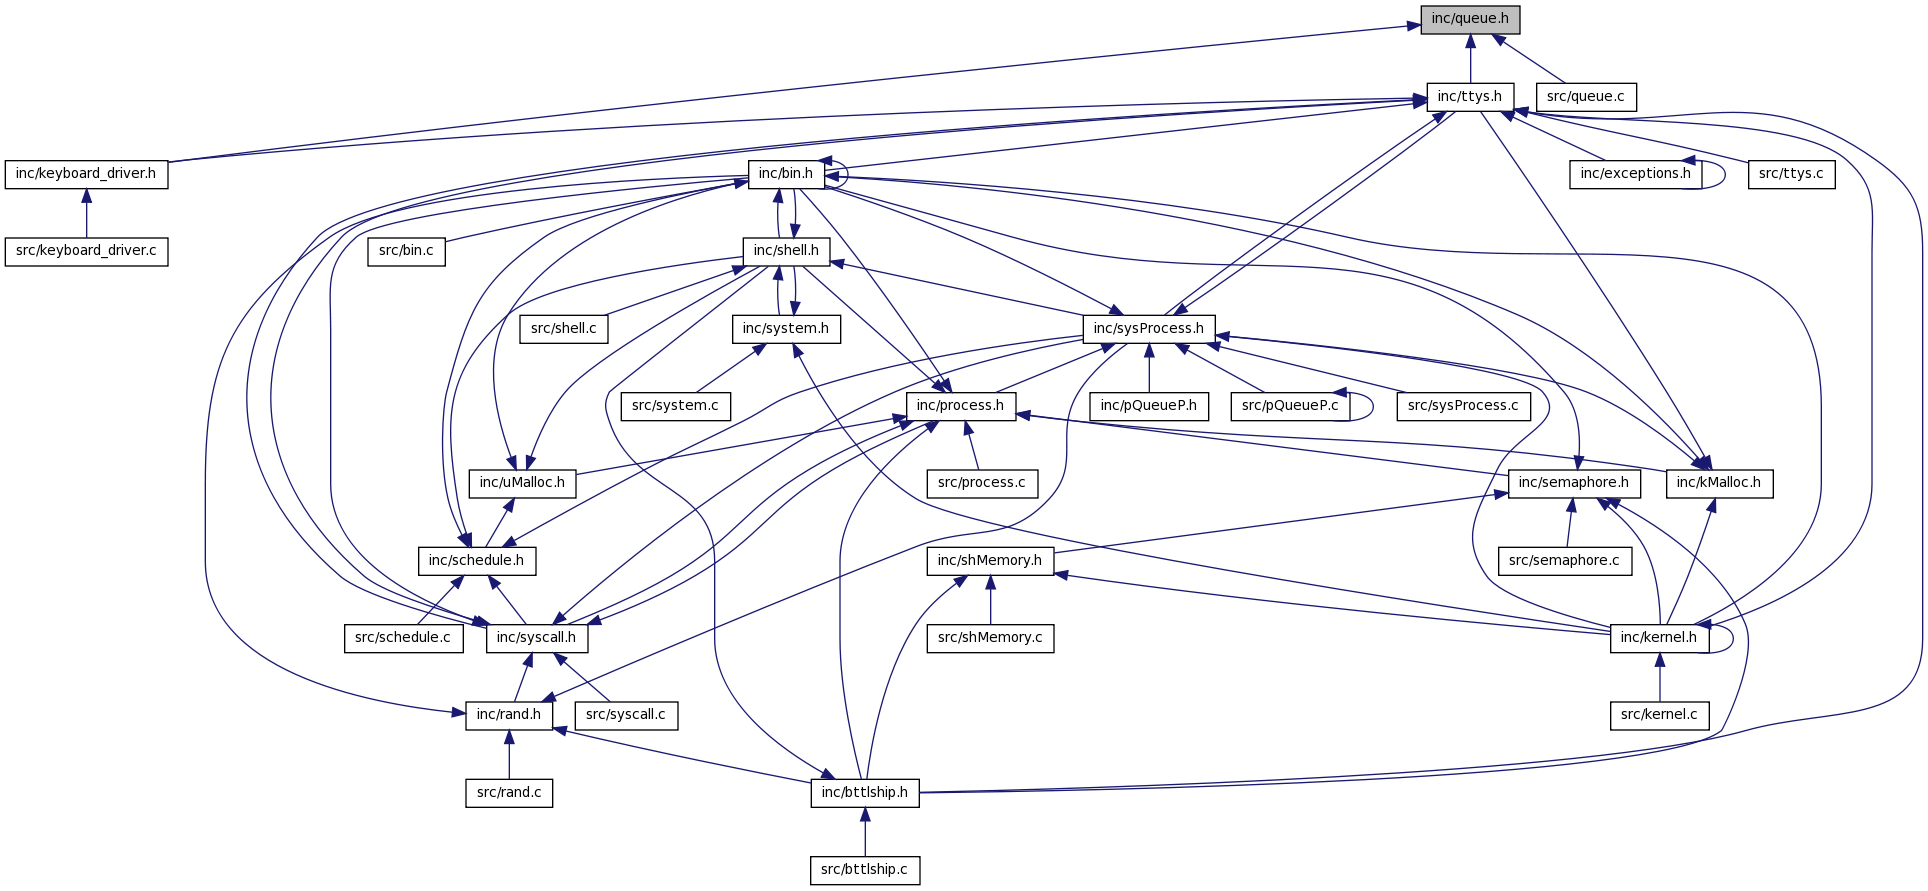 inc/queue.h
inc/ttys.h
src/queue.c
inc/keyboard_driver.h
inc/bin.h
inc/exceptions.h
src/ttys.c
src/keyboard_driver.c
src/bin.c
inc/shell.h
src/shell.c
inc/system.h
inc/sysProcess.h
src/system.c
inc/process.h
inc/pQueueP.h
src/pQueueP.c
src/sysProcess.c
inc/uMalloc.h
src/process.c
inc/semaphore.h
inc/kMalloc.h
inc/schedule.h
inc/shMemory.h
src/semaphore.c
src/schedule.c
inc/syscall.h
src/shMemory.c
inc/kernel.h
inc/rand.h
src/syscall.c
src/kernel.c
src/rand.c
inc/bttlship.h
src/bttlship.c